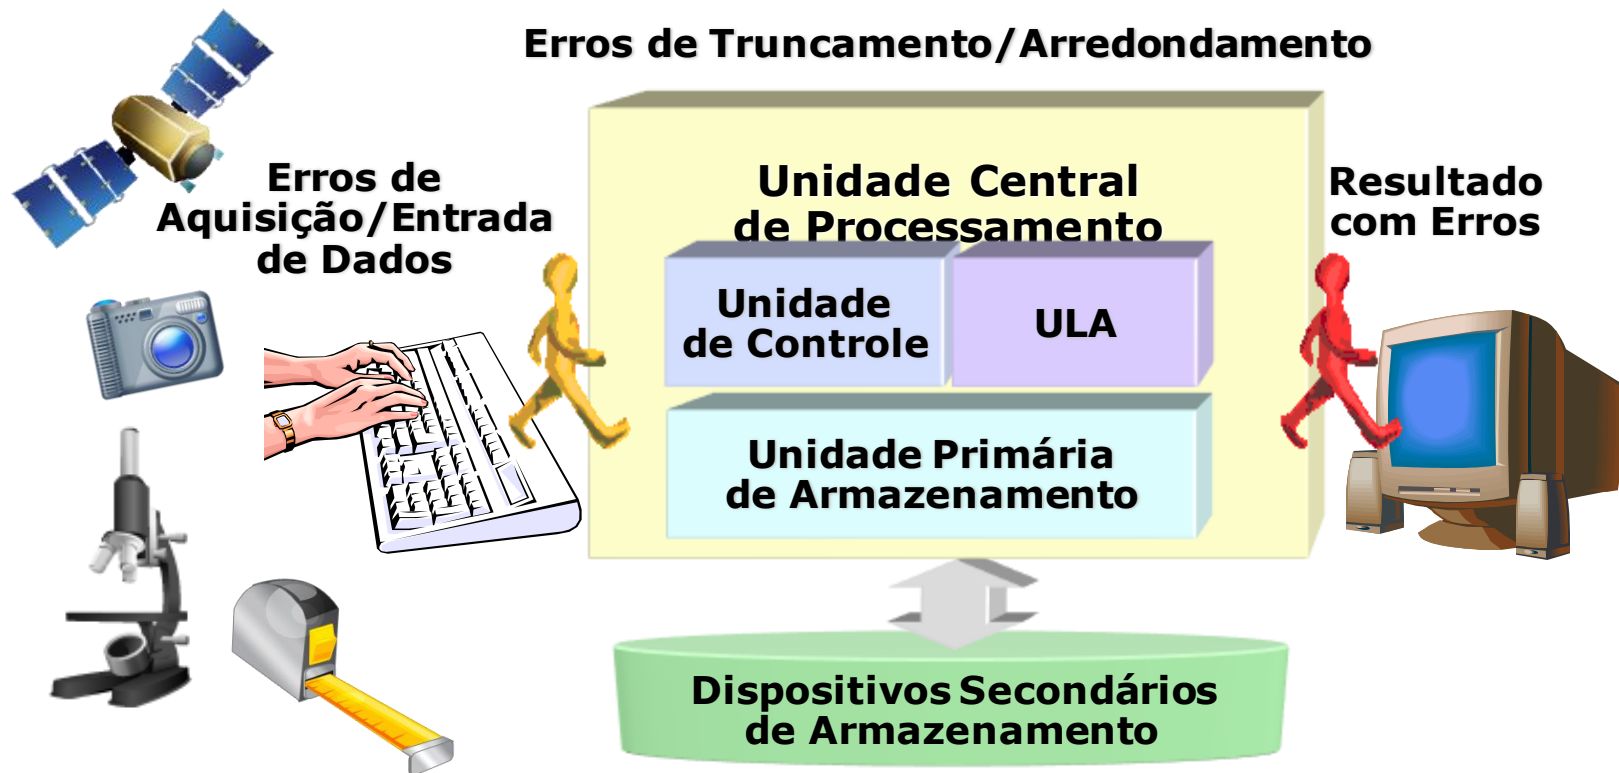 Erros de Truncamento/Arredondamento
Erros de
Aquisição/Entrada
de Dados
Unidade Central
de Processamento
Unidade
de Controle
ULA
Unidade Primária
de Armazenamento
Resultado
com Erros
Dispositivos Secondários
de Armazenamento